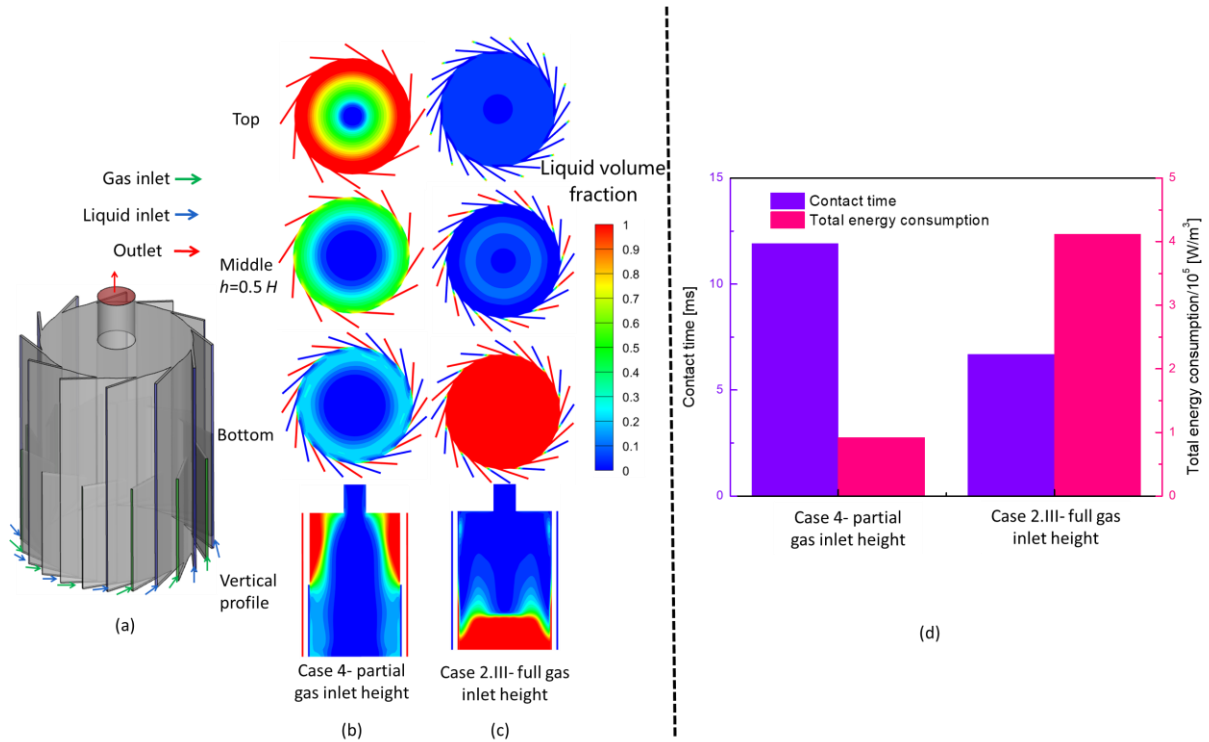 Top
Gas inlet
Liquid inlet
Outlet
Middle
h=0.5 H
Bottom
Vertical
profile
(a)
Case 4- partial
gas inlet height
(b)
Case 2.III- full gas
inlet height
(c)
Liquid volume
fraction
1
0.9
0.8
0.7
0.6
0.5
0.4
0.3
0.2
0.1
0
Contact time
Total energy consumption
Contact time [ms]
15
10
5
0
Total energy consumption/10⁵ [W/m³]
5
4
3
2
1
0
Case 4- partial
gas inlet height
Case 2.III- full gas
inlet height
(d)